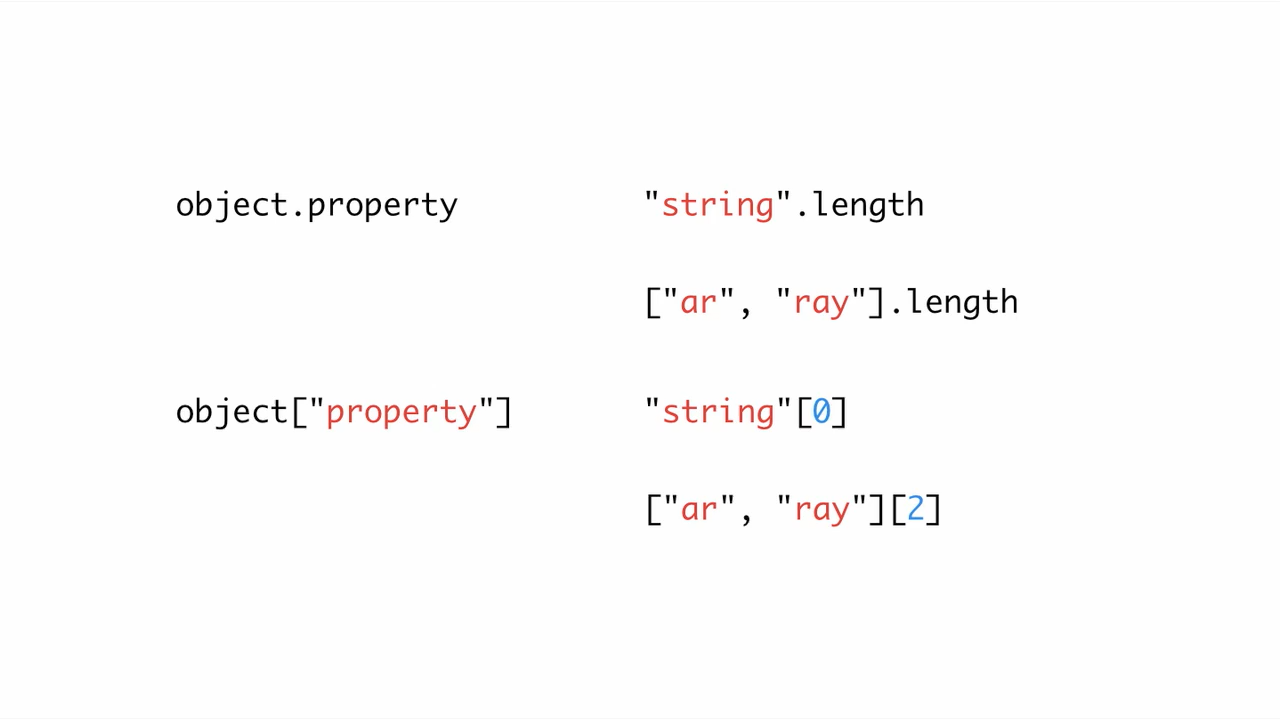 object.property
"string".length
["ar", "ray"].length
object["property"]
"string"[0]
["ar", "ray"][2]